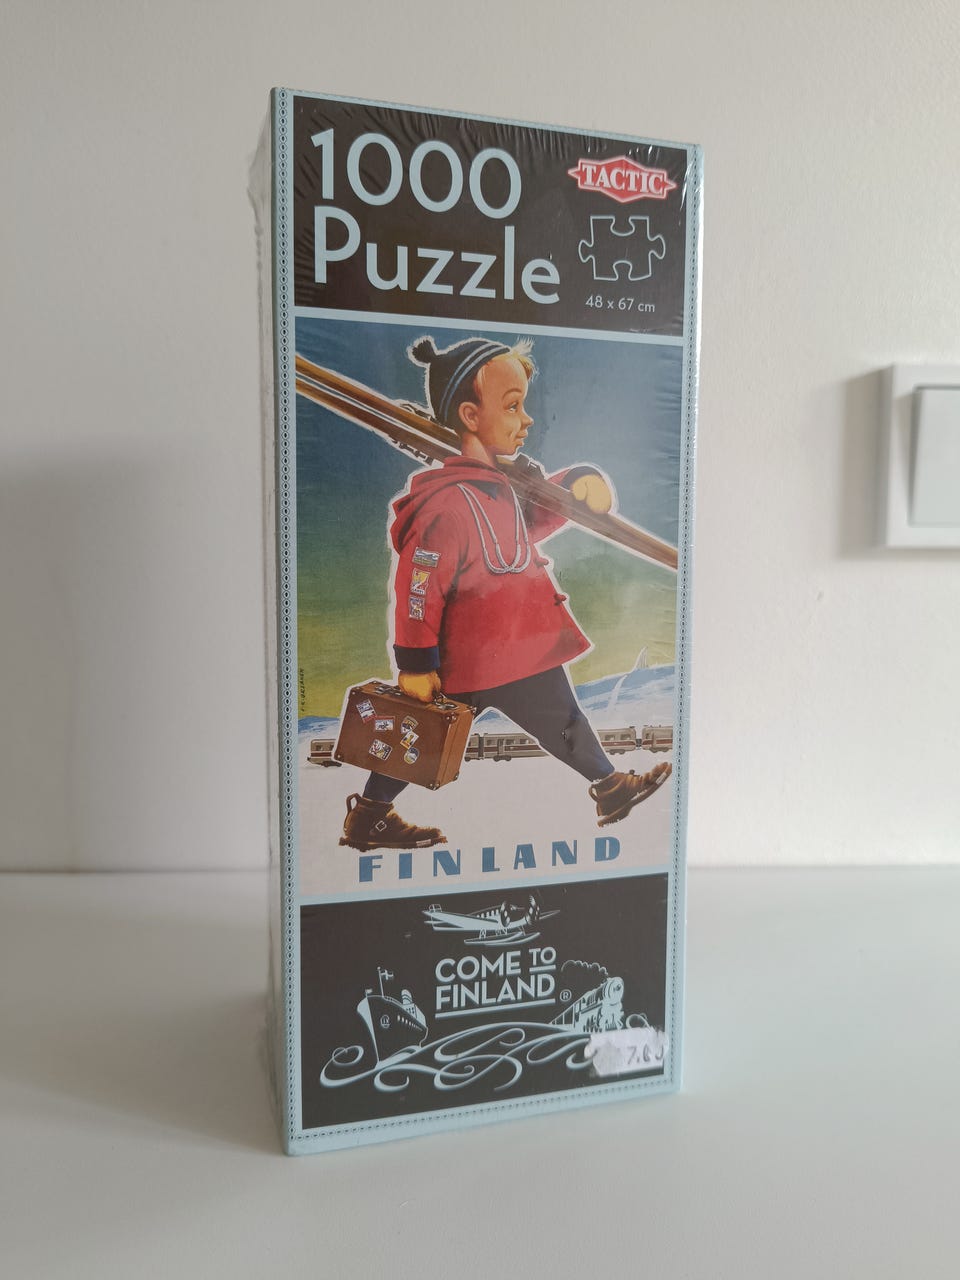 1000
Puzzle
TACTIC
48 x 67 cm
FINLAND
COME TO
FINLAND ®